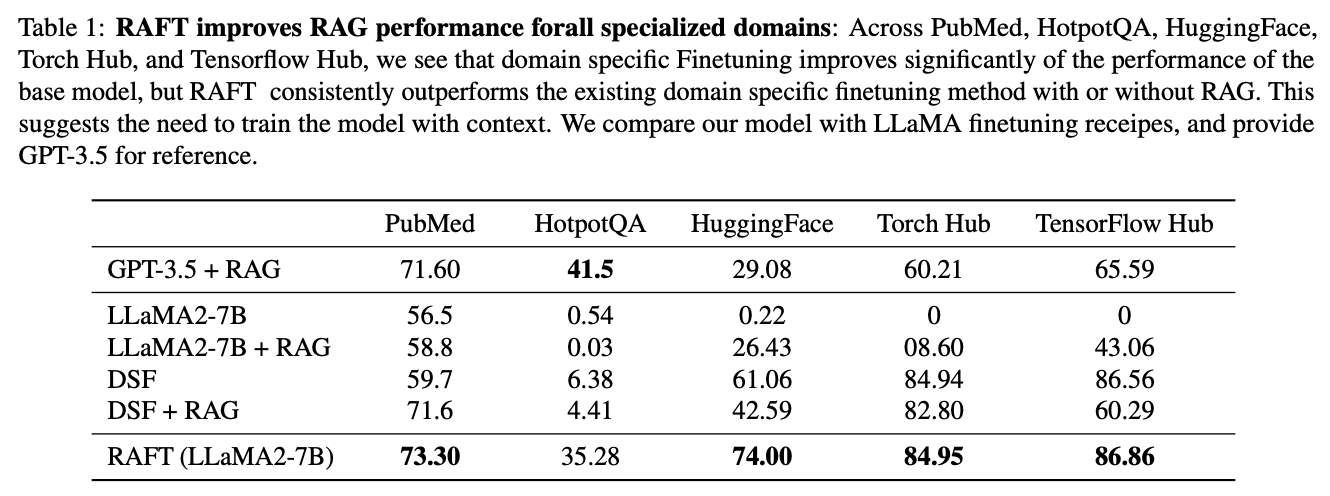 Table 1: RAFT improves RAG performance forall specialized domains: Across PubMed, HotpotQA, HuggingFace,
Torch Hub, and Tensorflow Hub, we see that domain specific Finetuning improves significantly of the performance of the
base model, but RAFT consistently outperforms the existing domain specific finetuning method with or without RAG. This
suggests the need to train the model with context. We compare our model with LLaMA finetuning receipes, and provide
GPT-3.5 for reference.
PubMed HotpotQA HuggingFace Torch Hub TensorFlow Hub
GPT-3.5 + RAG 71.60 41.5 29.08 60.21 65.59
LLaMA2-7B 56.5 0.54 0.22 0 0
LLaMA2-7B + RAG 58.8 0.03 26.43 08.60 43.06
DSF 59.7 6.38 61.06 84.94 86.56
DSF + RAG 71.6 4.41 42.59 82.80 60.29
RAFT (LLaMA2-7B) 73.30 35.28 74.00 84.95 86.86